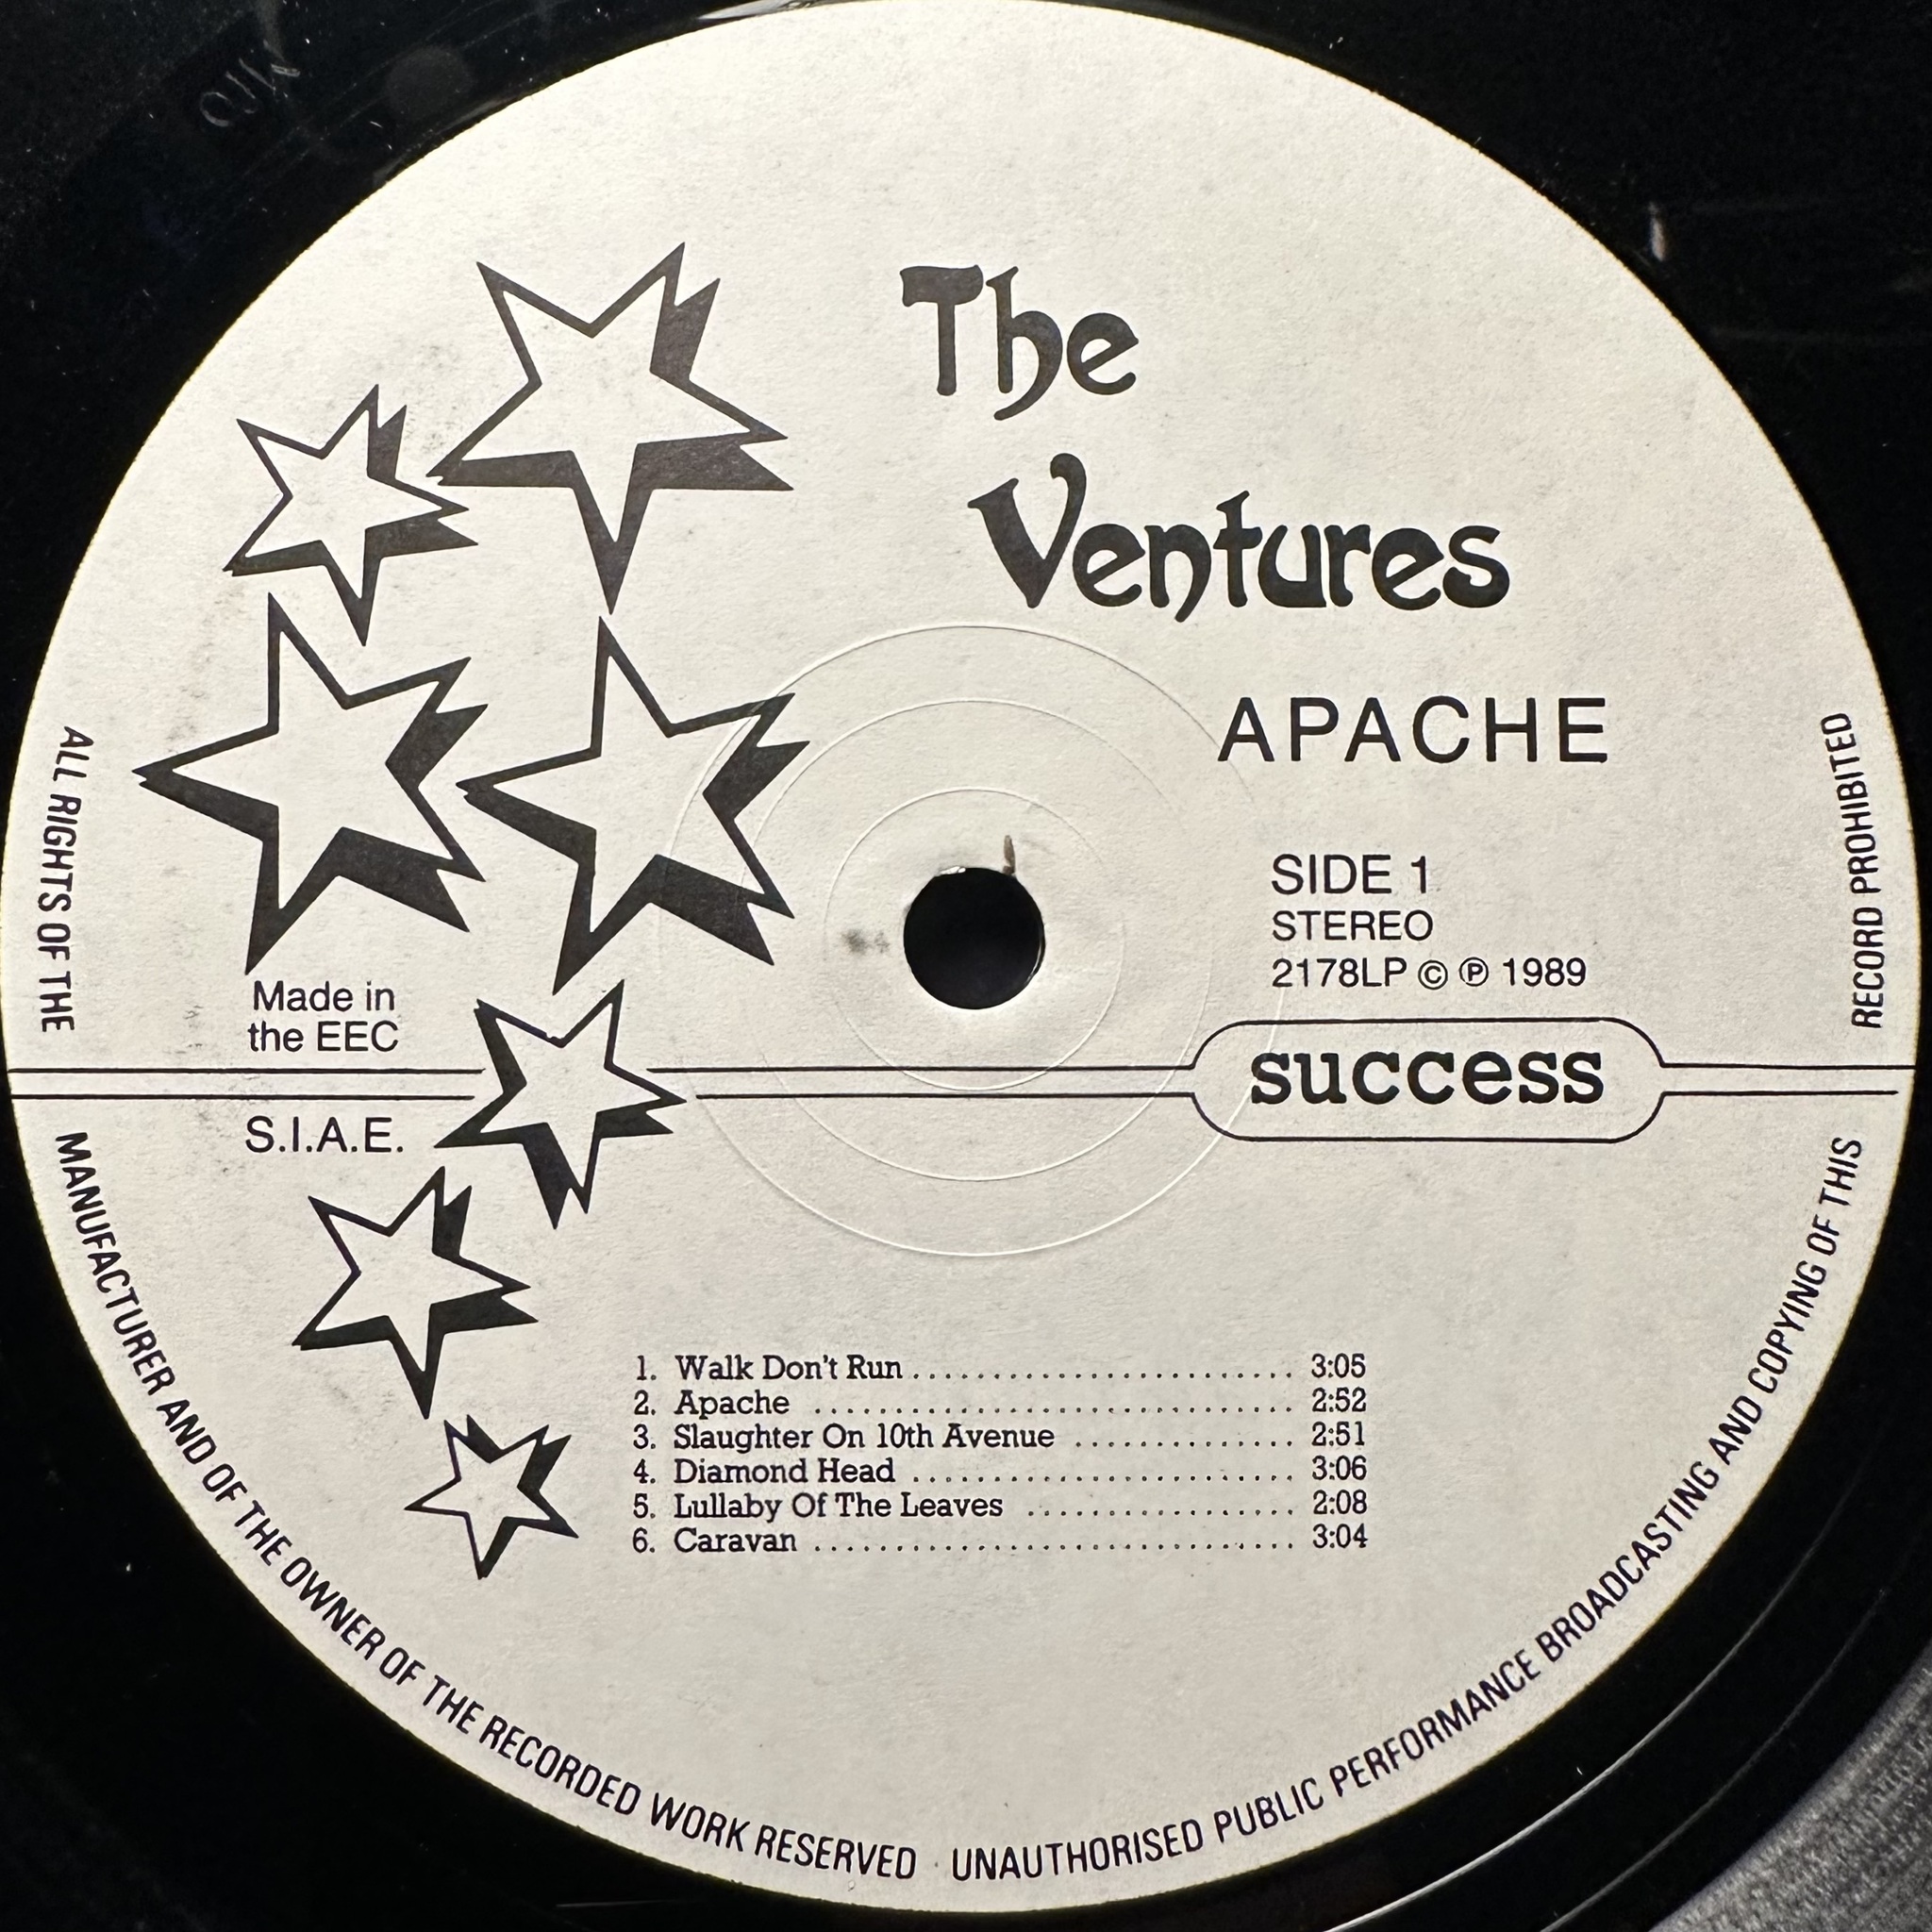 The
Ventures
APACHE
SIDE 1
STEREO
2178LP © ℗ 1989
Made in
the EEC
success
S.I.A.E.
1. Walk Don't Run ........................... 3:05
2. Apache ................................. 2:52
3. Slaughter On 10th Avenue ............... 2:51
4. Diamond Head ........................... 3:06
5. Lullaby Of The Leaves .................. 2:08
6. Caravan ................................ 3:04
ALL RIGHTS OF THE MANUFACTURER AND OF THE OWNER OF THE RECORDED WORK RESERVED · UNAUTHORISED PUBLIC PERFORMANCE BROADCASTING AND COPYING OF THIS RECORD PROHIBITED